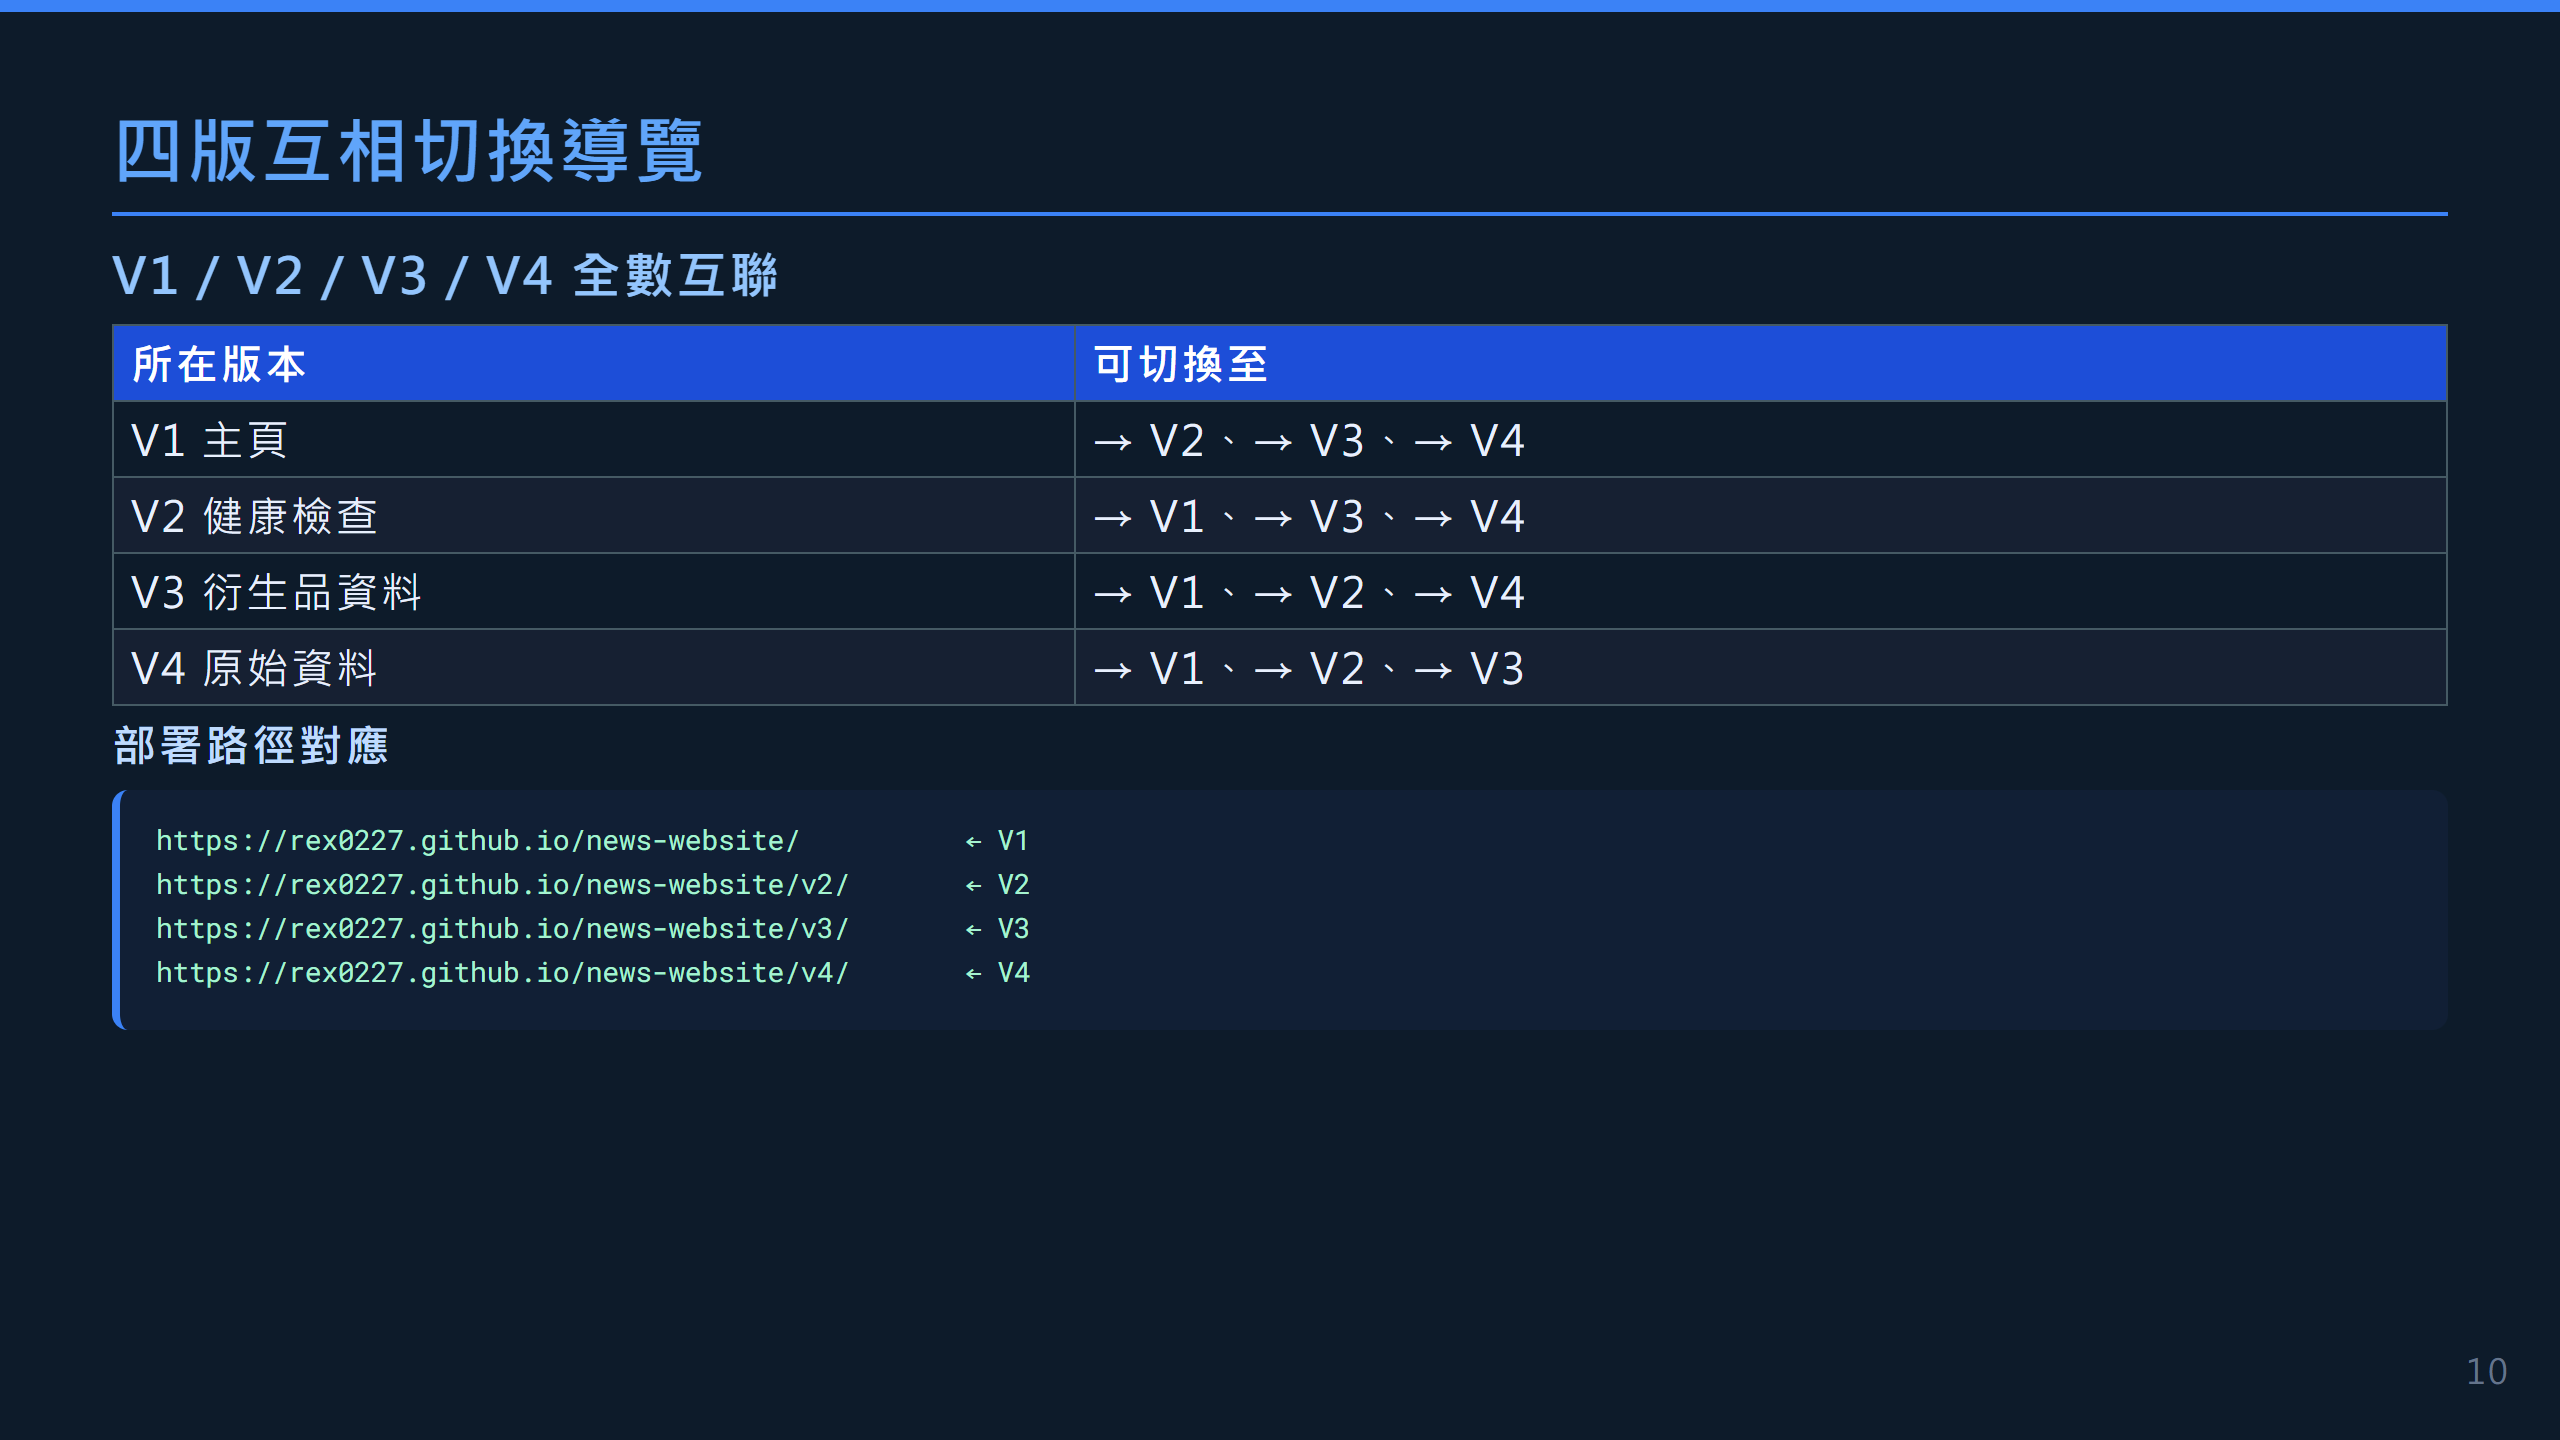 四版互相切換導覽
V1 / V2 / V3 / V4 全數互聯
所在版本 可切換至
V1 主頁 → V2、→ V3、→ V4
V2 健康檢查 → V1、→ V3、→ V4
V3 衍生品資料 → V1、→ V2、→ V4
V4 原始資料 → V1、→ V2、→ V3
部署路徑對應
https://rex0227.github.io/news-website/ ← V1
https://rex0227.github.io/news-website/v2/ ← V2
https://rex0227.github.io/news-website/v3/ ← V3
https://rex0227.github.io/news-website/v4/ ← V4
10